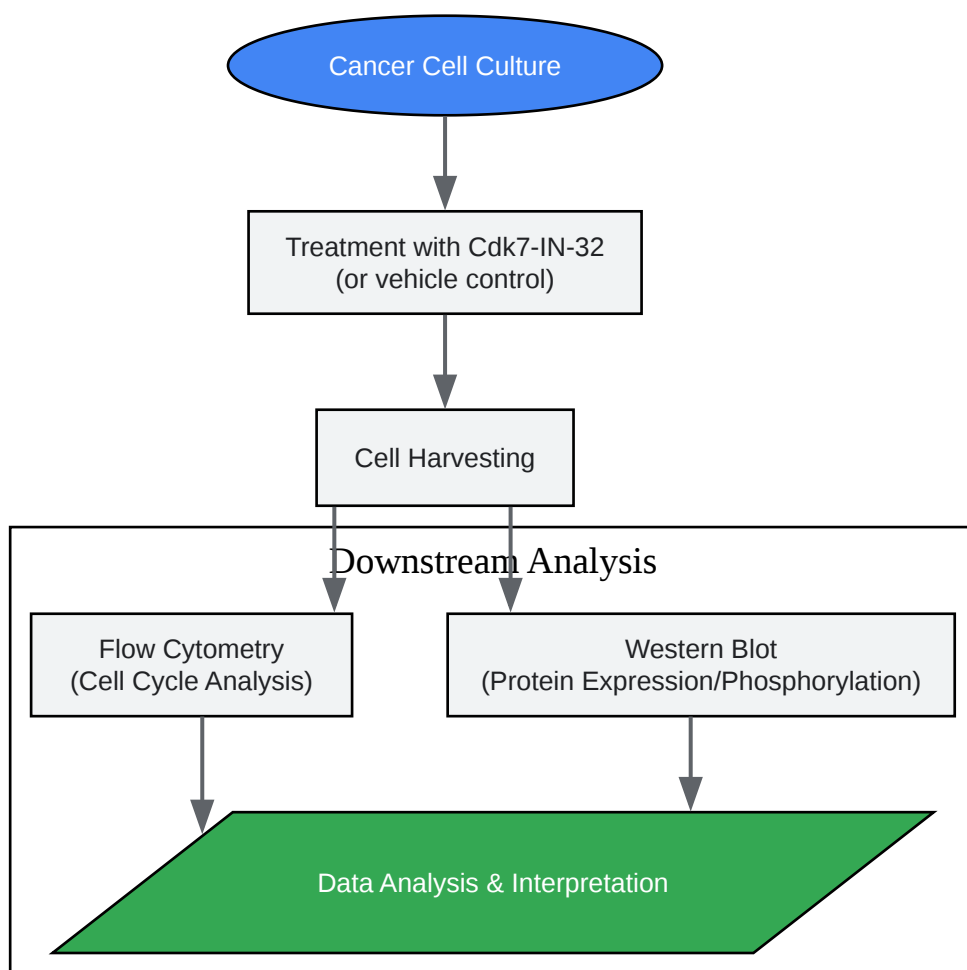 Cancer Cell Culture
Treatment with Cdk7-IN-32
(or vehicle control)
Cell Harvesting
Downstream Analysis
Flow Cytometry
(Cell Cycle Analysis)
Western Blot
(Protein Expression/Phosphorylation)
Data Analysis & Interpretation